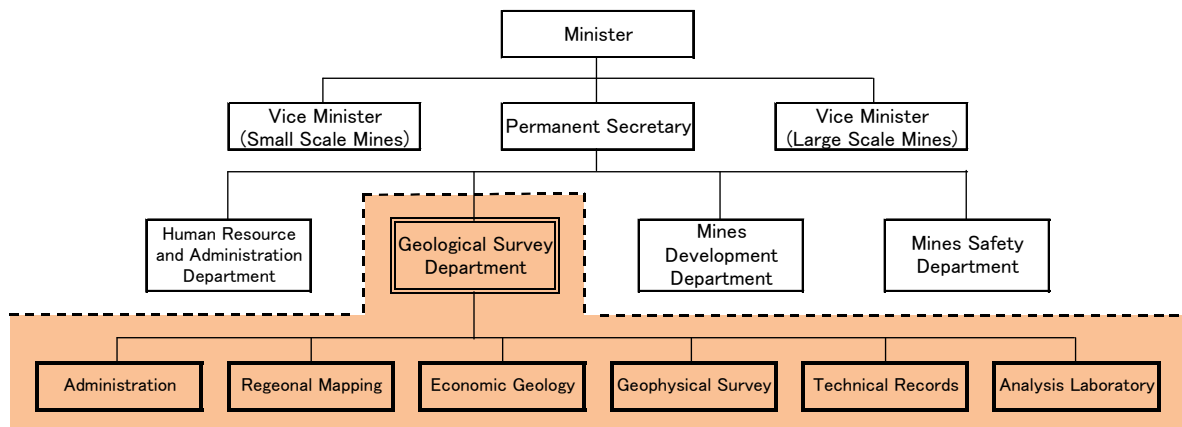 Minister
Vice Minister
(Small Scale Mines)
Permanent Secretary
Vice Minister
(Large Scale Mines)
Human Resource
and Administration
Department
Geological Survey
Department
Mines
Development
Department
Mines Safety
Department
Administration
Regeonal Mapping
Economic Geology
Geophysical Survey
Technical Records
Analysis Laboratory